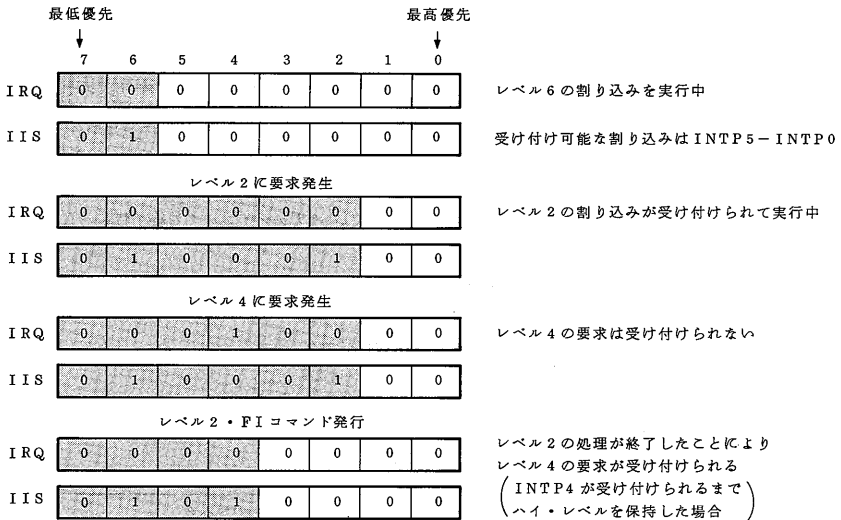 最低優先 最高優先
7 6 5 4 3 2 1 0
IRQ 0 0 0 0 0 0 0 0 レベル6の割り込みを実行中
IIS 0 1 0 0 0 0 0 0 受け付け可能な割り込みはINTP5-INTP0
レベル2に要求発生
IRQ 0 0 0 0 0 0 0 0 レベル2の割り込みが受け付けられて実行中
IIS 0 1 0 0 0 1 0 0
レベル4に要求発生
IRQ 0 0 0 1 0 0 0 0 レベル4の要求は受け付けられない
IIS 0 1 0 0 0 1 0 0
レベル2・FIコマンド発行
レベル2の処理が終了したことにより
IRQ 0 0 0 0 0 0 0 0 レベル4の要求が受け付けられる
(INTP4が受け付けられるまで
IIS 0 1 0 1 0 0 0 0 ハイ・レベルを保持した場合)